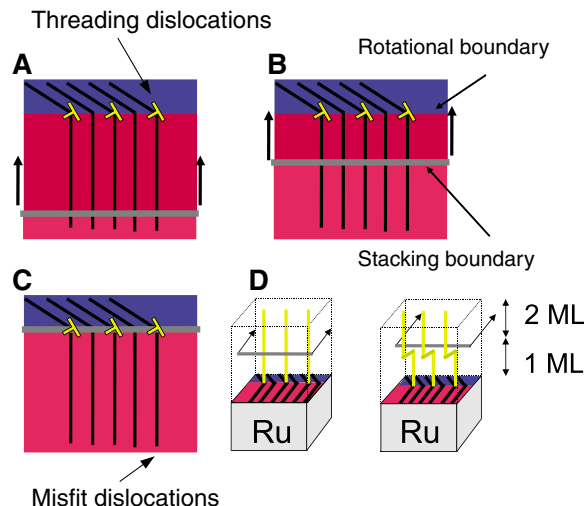 Threading dislocations
A
B
Rotational boundary
Stacking boundary
C
D
2 ML
1 ML
Ru
Ru
Misfit dislocations